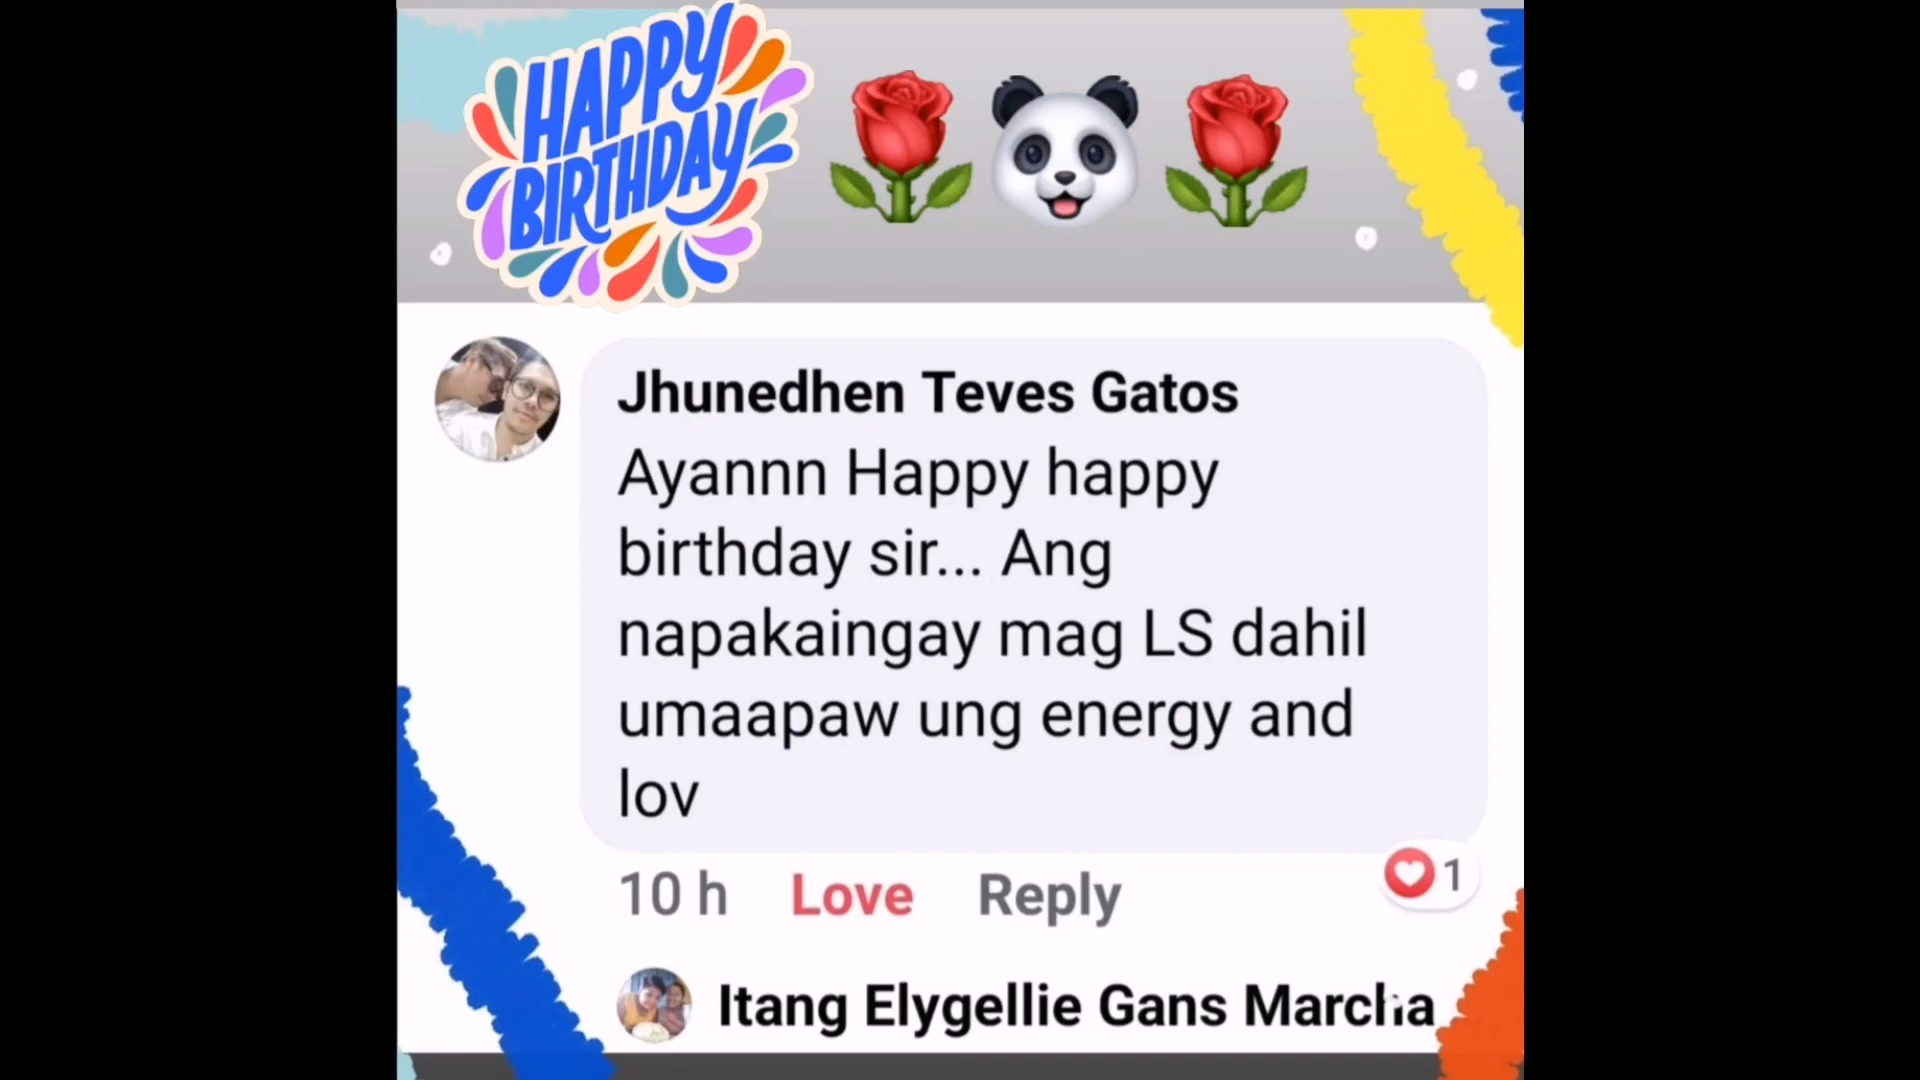 HAPPY
BIRTHDAY
Jhunedhen Teves Gatos
Ayannn Happy happy
birthday sir... Ang
napakaingay mag LS dahil
umaapaw ung energy and
lov
10 h Love Reply 1
Itang Elygellie Gans Marcha